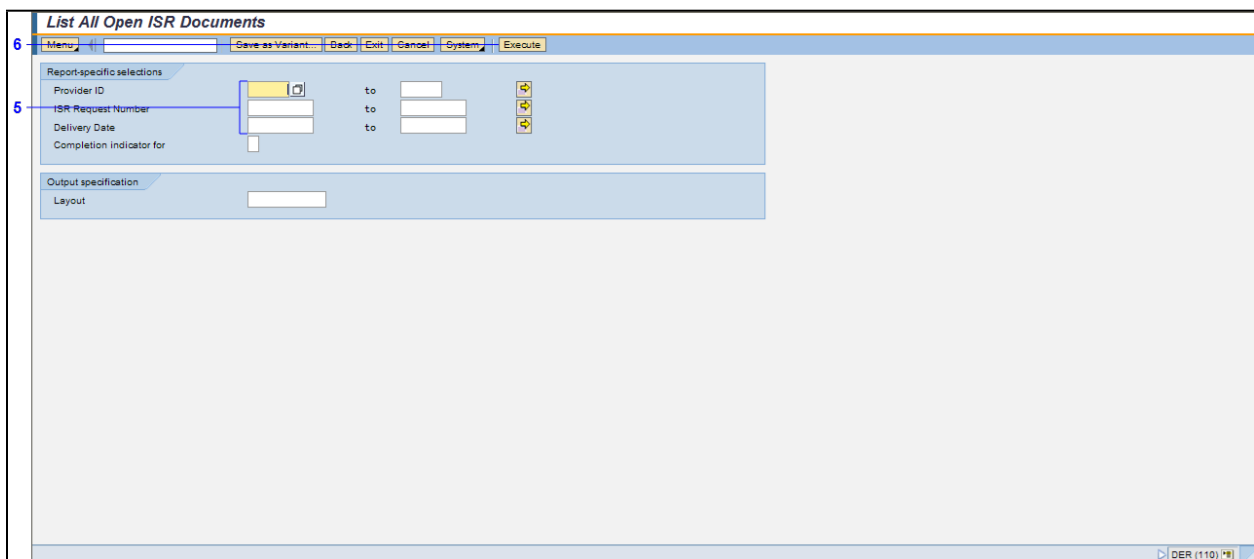 List All Open ISR Documents
6 Menu Save as Variant... Back Exit Cancel System Execute
Report-specific selections
Provider ID to
5 ISR Request Number to
Delivery Date to
Completion indicator for
Output specification
Layout
DER (110)